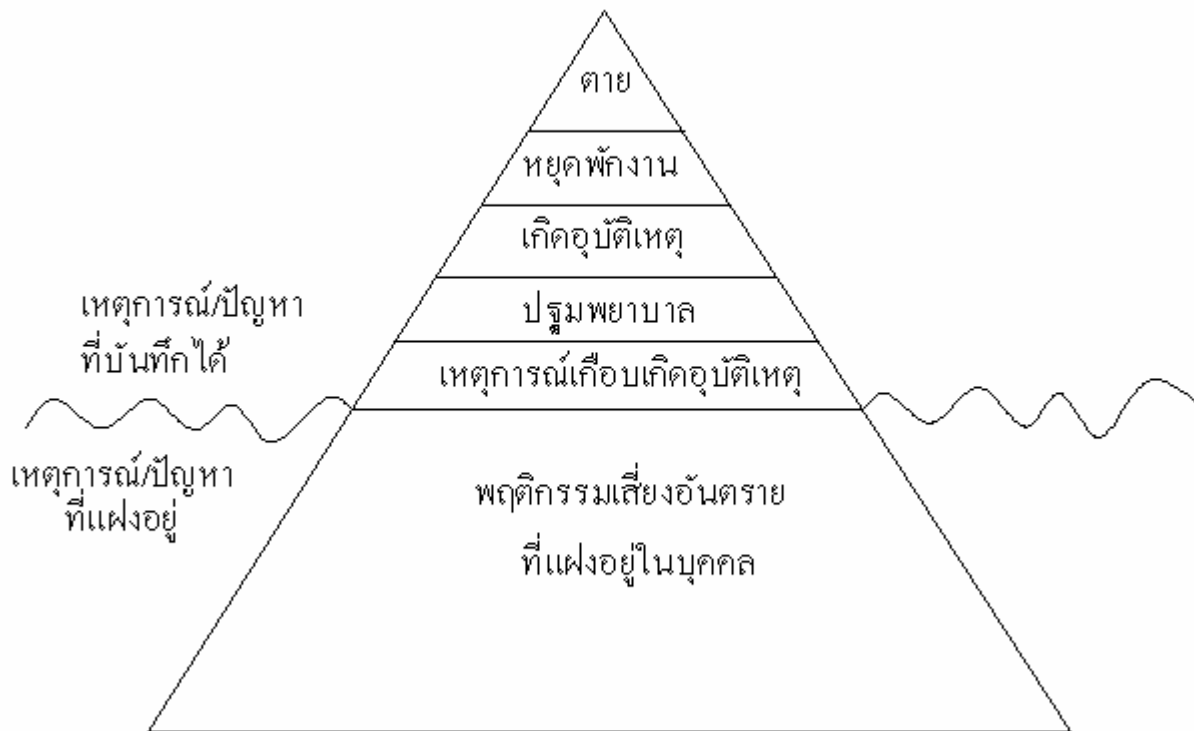 ตาย
หยุดพักงาน
เกิดอุบัติเหตุ
ปฐมพยาบาล
เหตุการณ์เกือบเกิดอุบัติเหตุ
เหตุการณ์/ปัญหา
ที่บันทึกได้
เหตุการณ์/ปัญหา
ที่แฝงอยู่
พฤติกรรมเสี่ยงอันตราย
ที่แฝงอยู่ในบุคคล